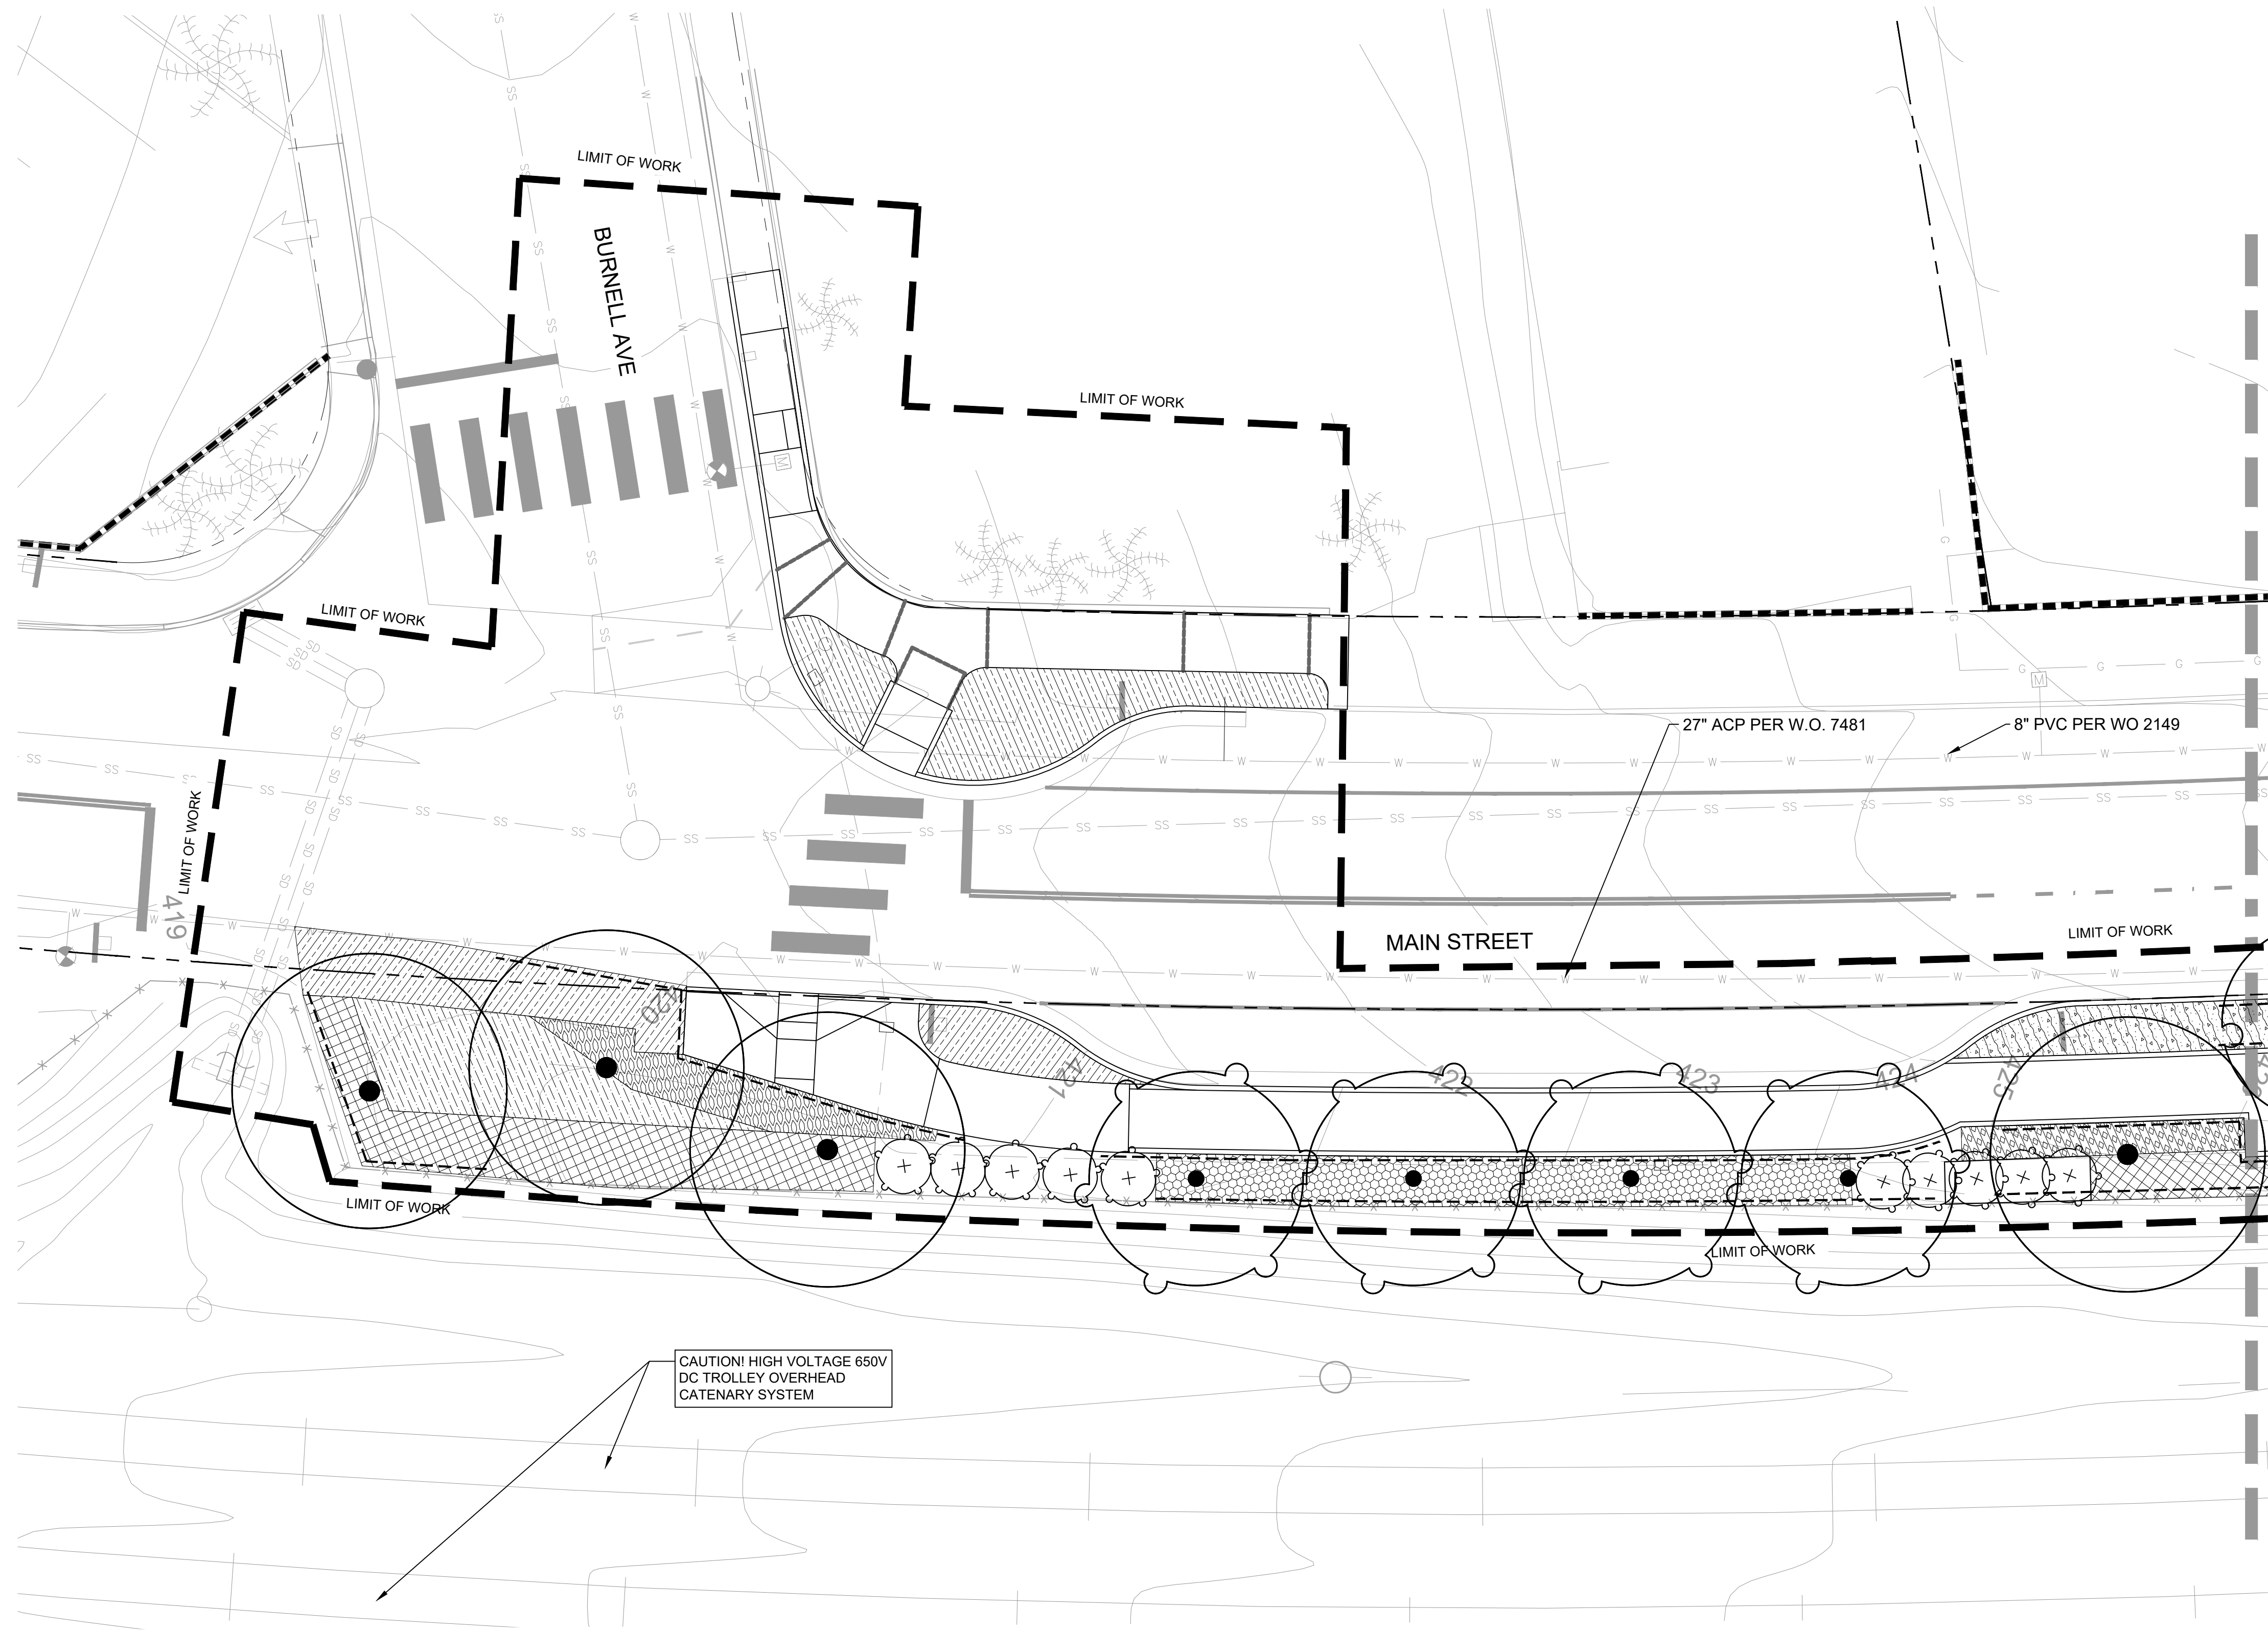 LIMIT OF WORK
BURNELL AVE
LIMIT OF WORK
LIMIT OF WORK
27" ACP PER W.O. 7481
8" PVC PER WO 2149
LIMIT OF WORK
419
MAIN STREET
LIMIT OF WORK
420
421
422
423
424
425
LIMIT OF WORK
LIMIT OF WORK
CAUTION! HIGH VOLTAGE 650V
DC TROLLEY OVERHEAD
CATENARY SYSTEM
SS
W
SD
G
M